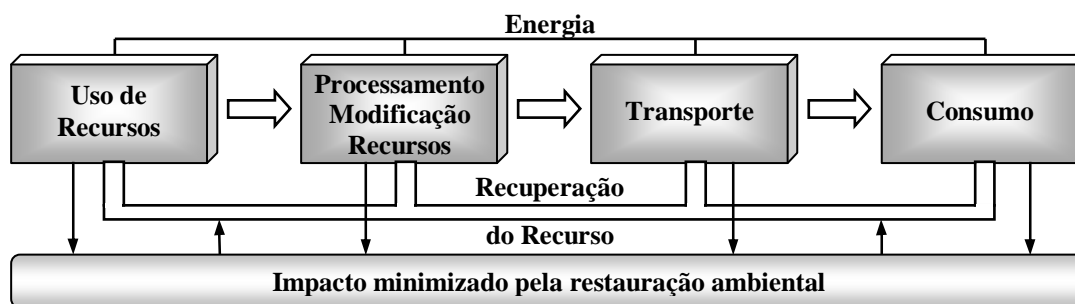 Energia
Uso de
Recursos
Processamento
Modificação
Recursos
Transporte
Consumo
Recuperação
do Recurso
Impacto minimizado pela restauração ambiental